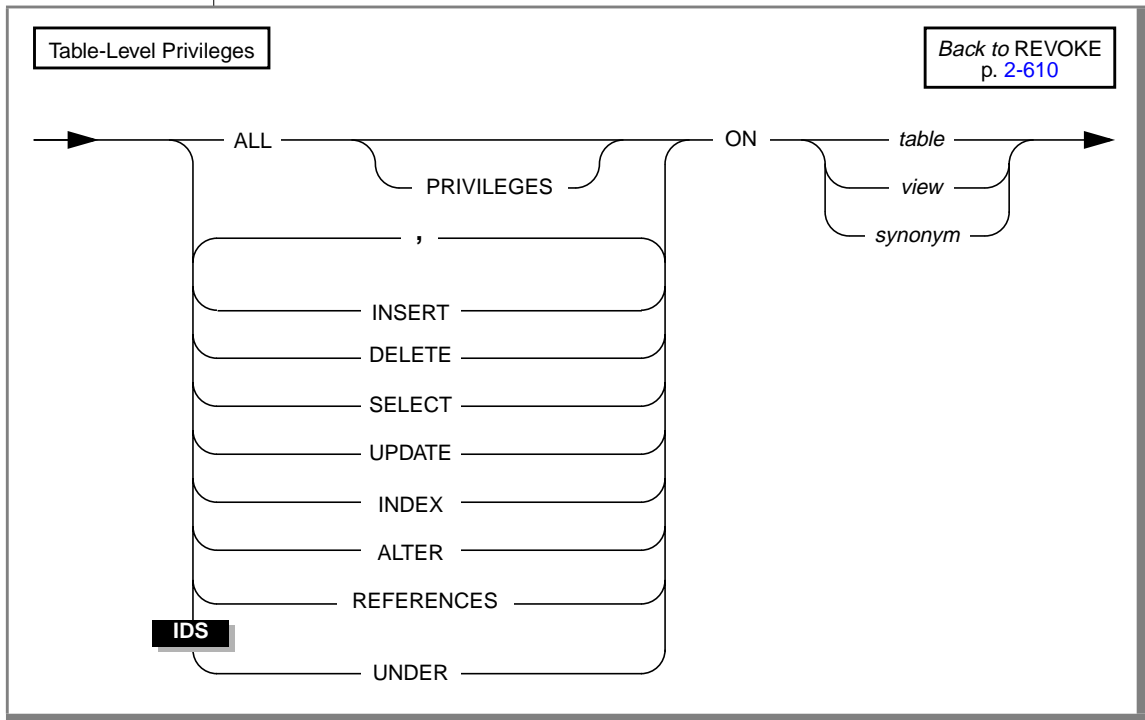 Table-Level Privileges
Back to REVOKE
p. 2-610
ALL
ON
table
PRIVILEGES
view
,
synonym
INSERT
DELETE
SELECT
UPDATE
INDEX
ALTER
REFERENCES
IDS
UNDER